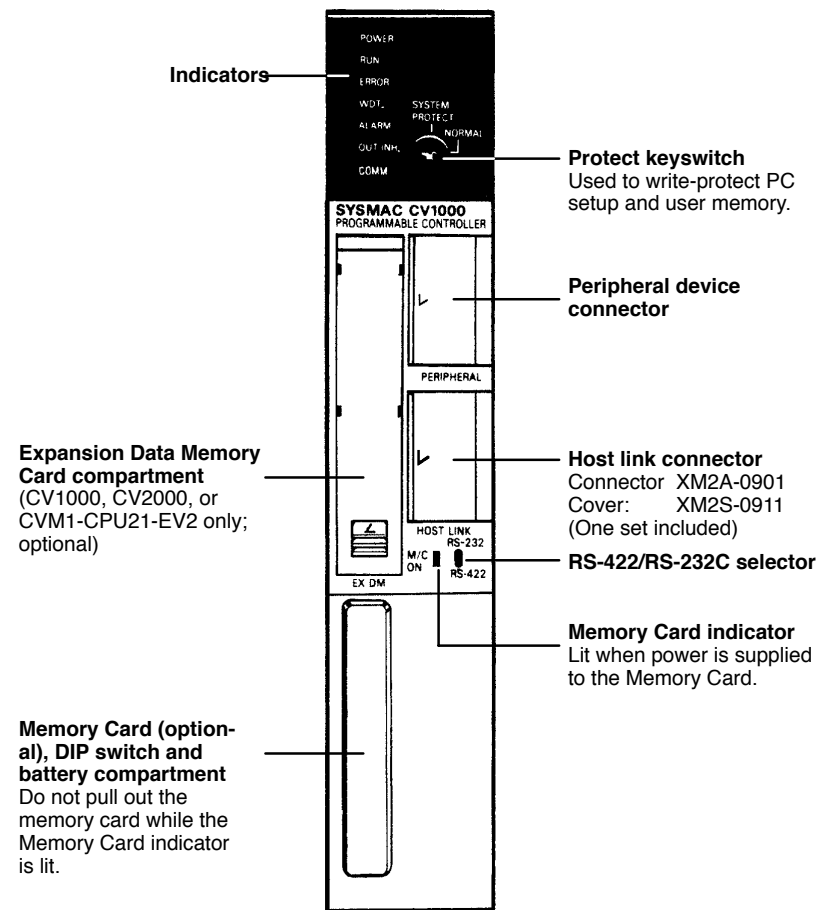 POWER
RUN
ERROR
WDT
ALARM
OUT INH.
COMM
SYSTEM
PROTECT
NORMAL
Indicators
Protect keyswitch
Used to write-protect PC
setup and user memory.
SYSMAC CV1000
PROGRAMMABLE CONTROLLER
Peripheral device
connector
PERIPHERAL
Expansion Data Memory
Card compartment
(CV1000, CV2000, or
CVM1-CPU21-EV2 only;
optional)
Host link connector
Connector XM2A-0901
Cover: XM2S-0911
(One set included)
HOST LINK
RS-232
M/C
ON
RS-422
EX DM
RS-422/RS-232C selector
Memory Card indicator
Lit when power is supplied
to the Memory Card.
Memory Card (option-
al), DIP switch and
battery compartment
Do not pull out the
memory card while the
Memory Card indicator
is lit.